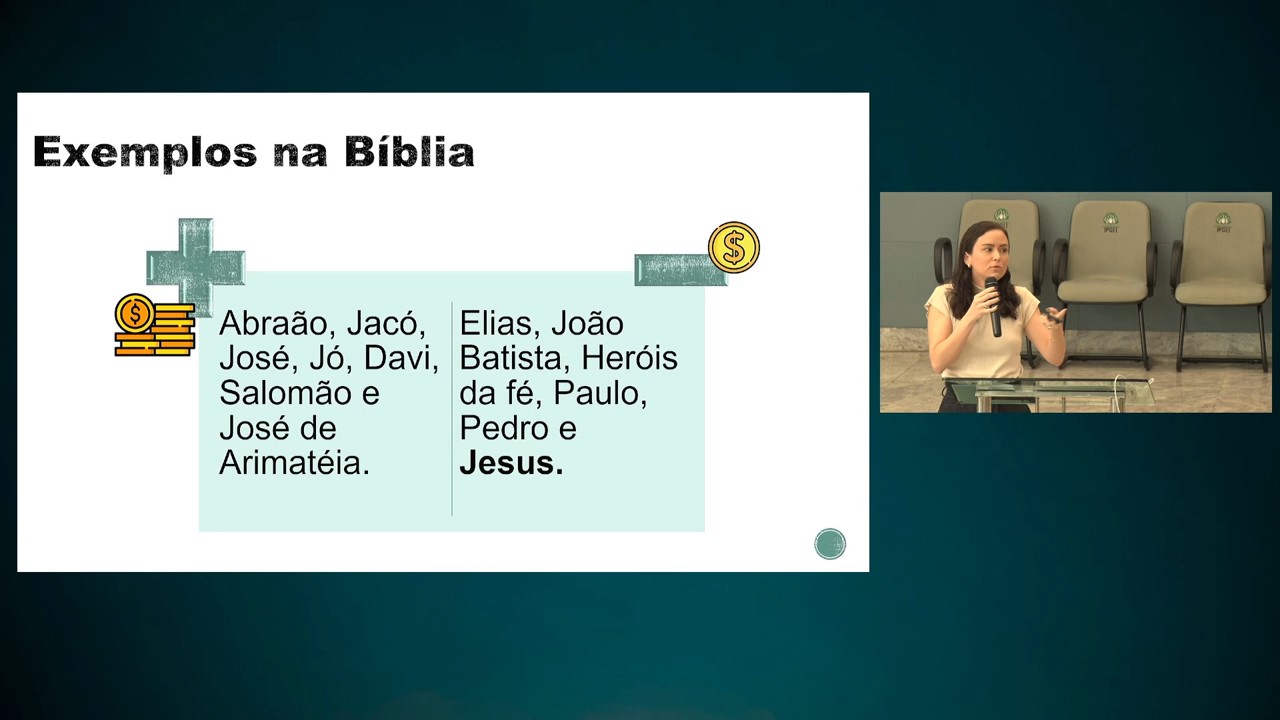 Exemplos na Bíblia
Abraão, Jacó,
José, Jó, Davi,
Salomão e
José de
Arimatéia.
Elias, João
Batista, Heróis
da fé, Paulo,
Pedro e
Jesus.